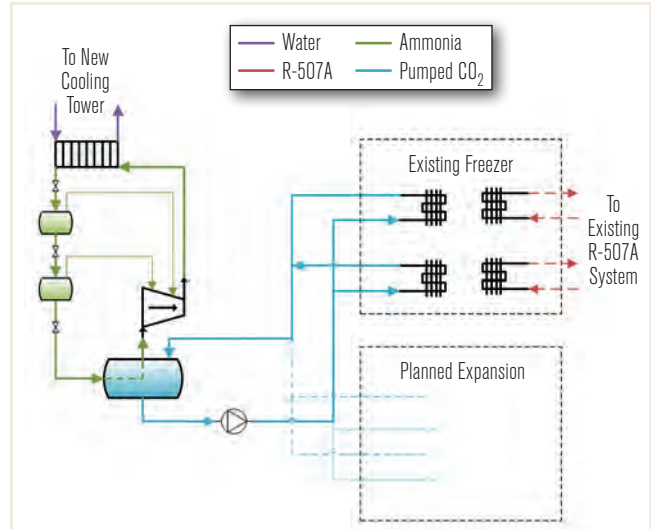 To New
Cooling
Tower
Water
Ammonia
R-507A
Pumped CO₂
Existing Freezer
To
Existing
R-507A
System
Planned Expansion